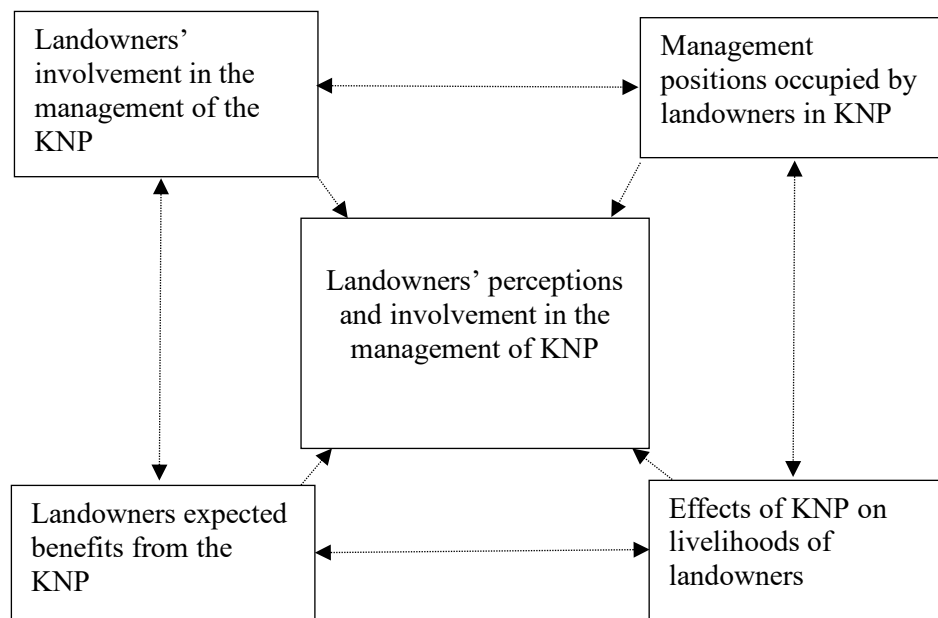 Landowners’
involvement in the
management of the
KNP
Management
positions occupied by
landowners in KNP
Landowners’ perceptions
and involvement in the
management of KNP
Landowners expected
benefits from the
KNP
Effects of KNP on
livelihoods of
landowners